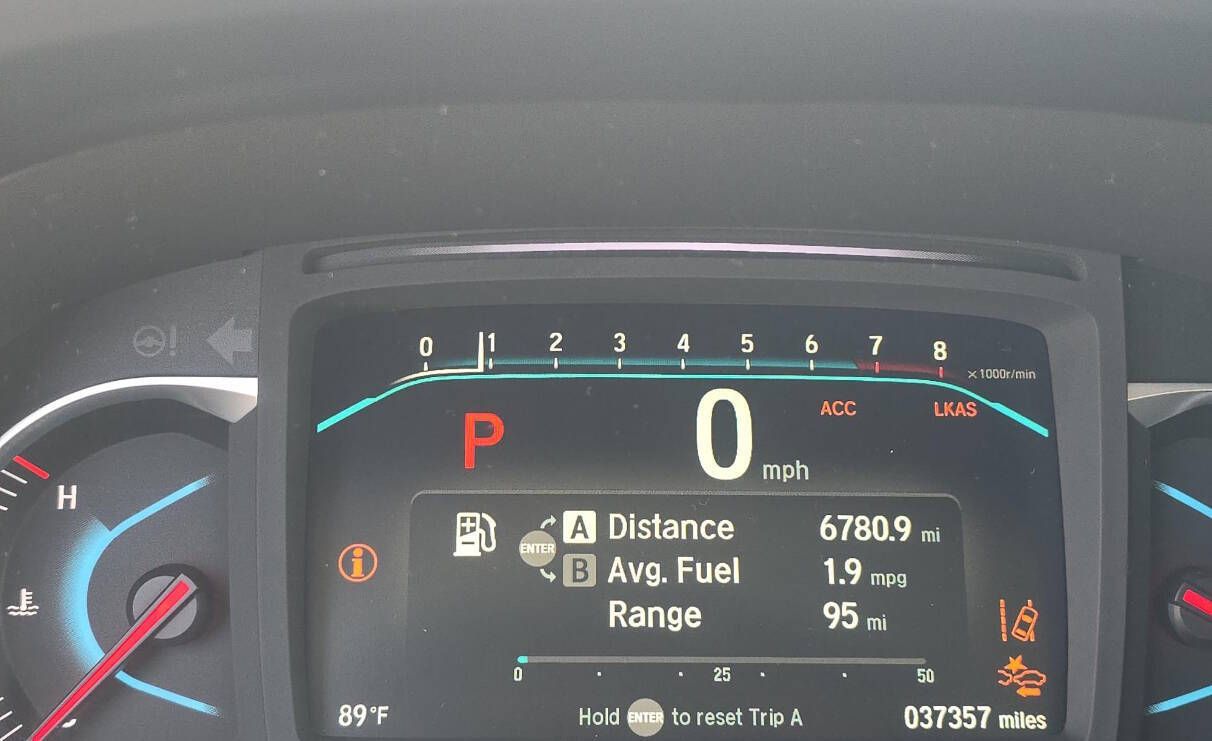 0 1 2 3 4 5 6 7 8
×1000r/min
P 0 mph ACC LKAS
H
A Distance 6780.9 mi
ENTER
B Avg. Fuel 1.9 mpg
Range 95 mi
0 25 50
89°F Hold ENTER to reset Trip A 037357 miles